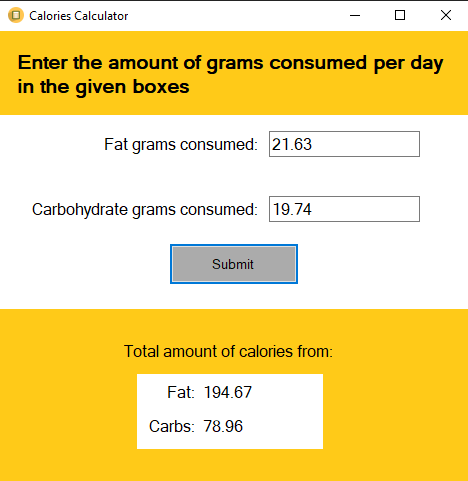 Calories Calculator
Enter the amount of grams consumed per day
in the given boxes
Fat grams consumed: 21.63
Carbohydrate grams consumed: 19.74
Submit
Total amount of calories from:
Fat: 194.67
Carbs: 78.96